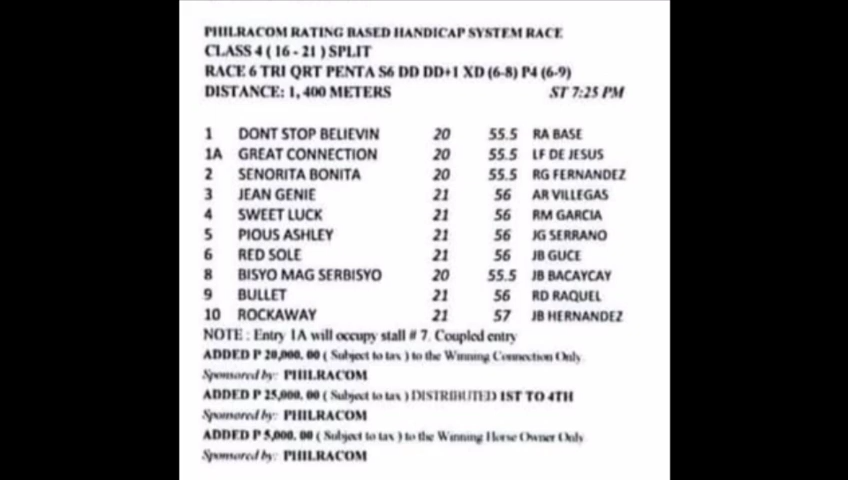 PHILRACOM RATING BASED HANDICAP SYSTEM RACE
CLASS 4 ( 16 - 21 ) SPLIT
RACE 6 TRI QRT PENTA S6 DD DD+1 XD (6-8) P4 (6-9)
DISTANCE: 1, 400 METERS ST 7:25 PM
1 DONT STOP BELIEVIN 20 55.5 RA BASE
1A GREAT CONNECTION 20 55.5 LF DE JESUS
2 SENORITA BONITA 20 55.5 RG FERNANDEZ
3 JEAN GENIE 21 56 AR VILLEGAS
4 SWEET LUCK 21 56 RM GARCIA
5 PIOUS ASHLEY 21 56 JG SERRANO
6 RED SOLE 21 56 JB GUCE
8 BISYO MAG SERBISYO 20 55.5 JB BACAYCAY
9 BULLET 21 56 RD RAQUEL
10 ROCKAWAY 21 57 JB HERNANDEZ
NOTE : Entry 1A will occupy stall # 7. Coupled entry
ADDED P 20,000. 00 ( Subject to tax ) to the Winning Connection Only
Sponsored by: PHILRACOM
ADDED P 25,000. 00 ( Subject to tax ) DISTRIBUTED 1ST TO 4TH
Sponsored by: PHILRACOM
ADDED P 5,000. 00 ( Subject to tax ) to the Winning Horse Owner Only
Sponsored by: PHILRACOM